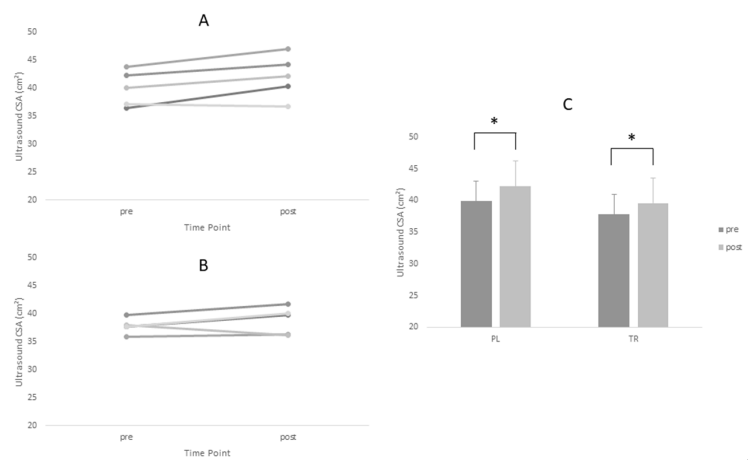 A
50
45
40
35
30
25
20
Ultrasound CSA (cm²)
pre
post
Time Point
B
50
45
40
35
30
25
20
Ultrasound CSA (cm²)
pre
post
Time Point
C
50
45
40
35
30
25
20
Ultrasound CSA (cm²)
*
*
PL
TR
pre
post